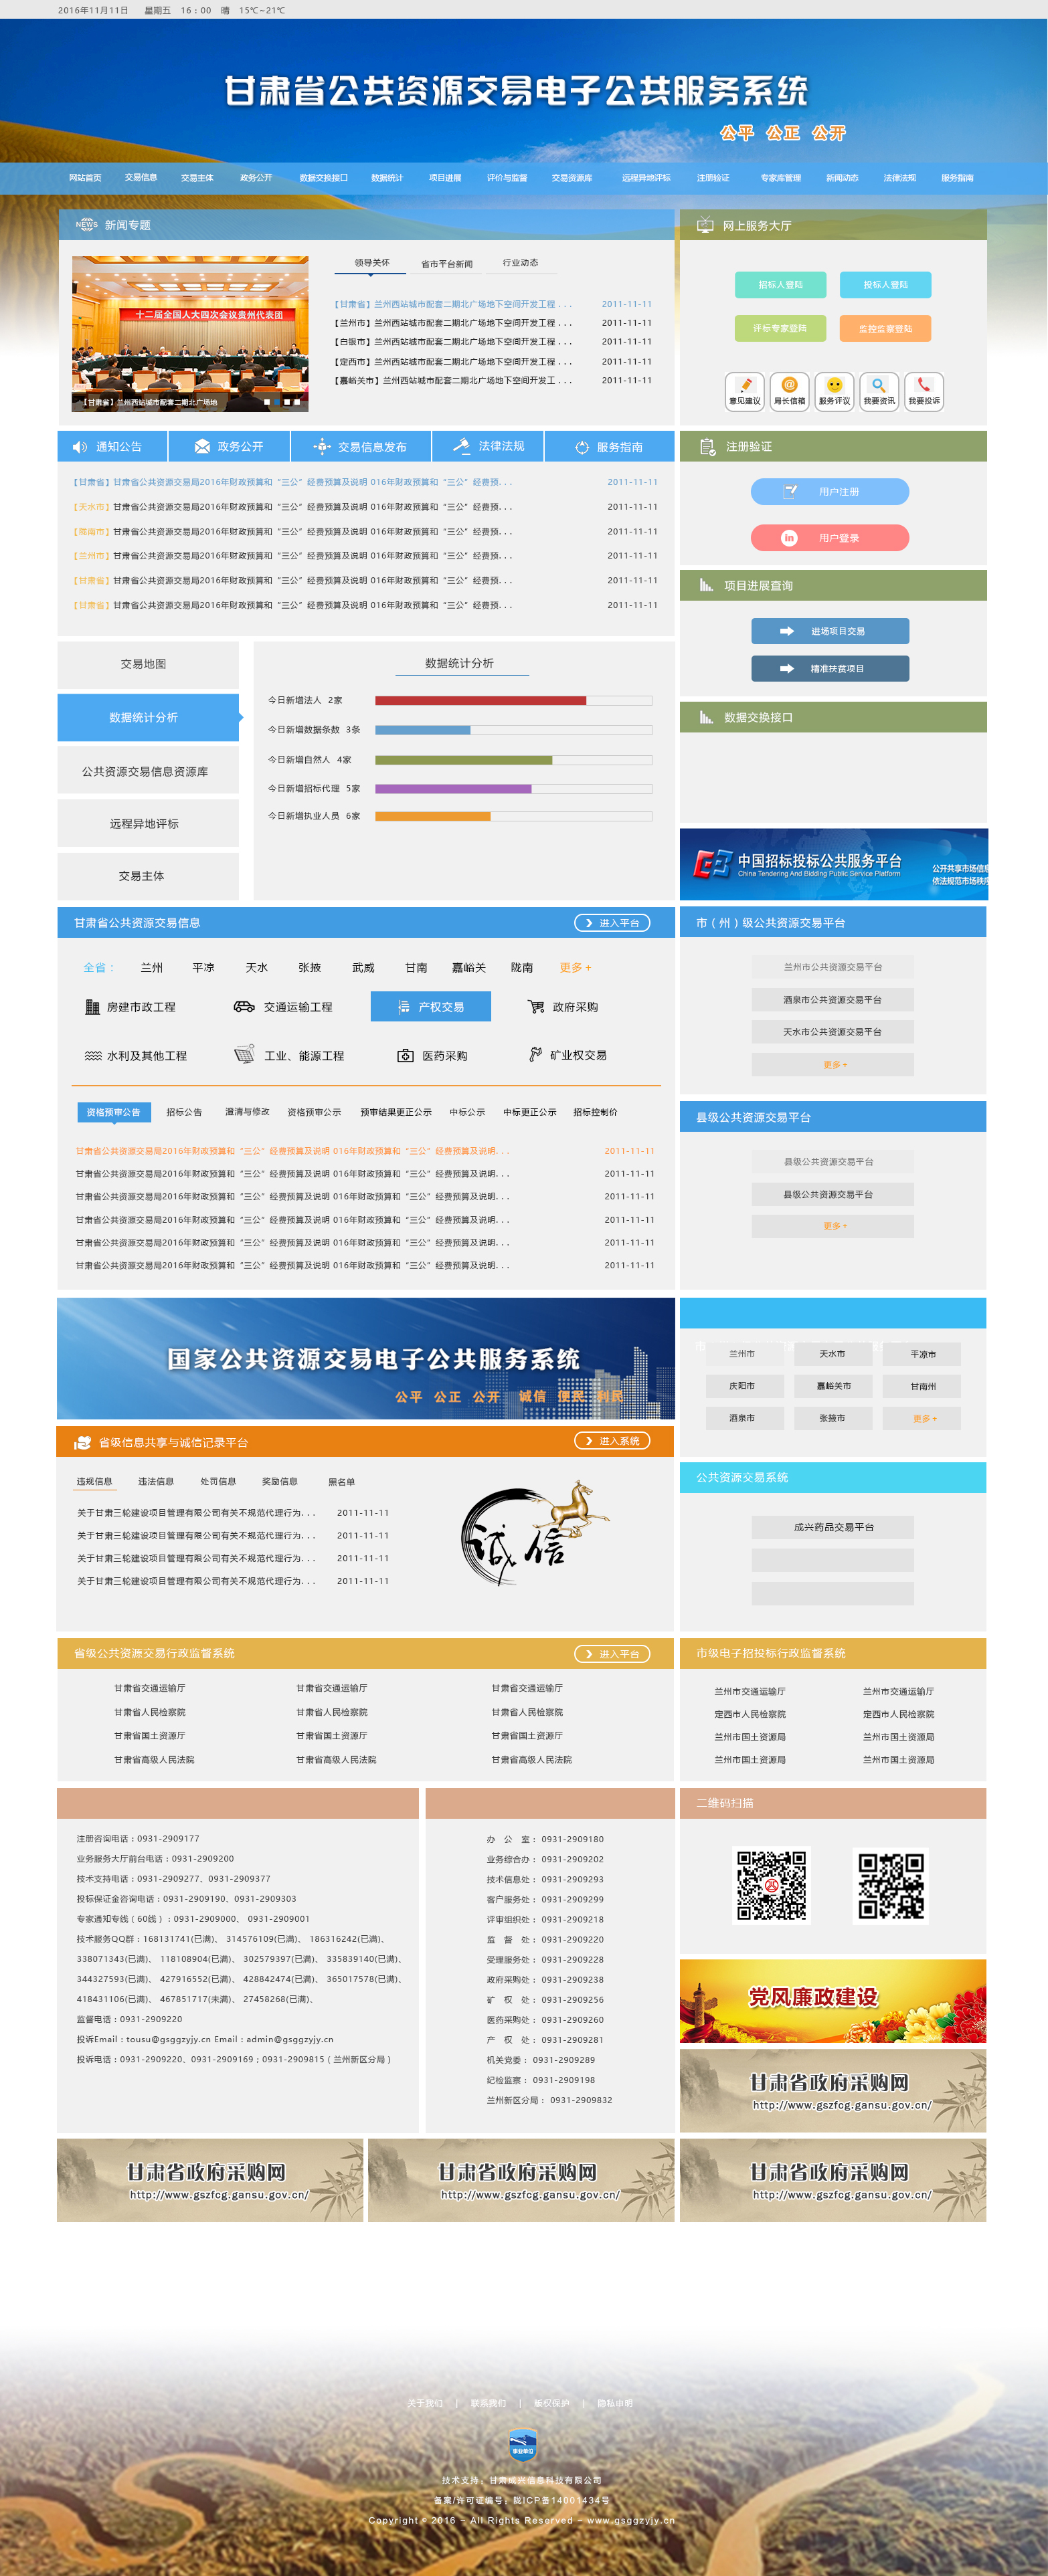 2016年11月11日 星期五 16:00 晴 15℃~21℃
甘肃省公共资源交易电子公共服务系统
公平 公正 公开
网站首页 交易信息 交易主体 政务公开 数据交换接口 数据统计 项目进展 评价与监督 交易资源库 远程异地评标 注册验证 专家库管理 新闻动态 法律法规 服务指南
NEWS 新闻专题
十二届全国人大四次会议贵州代表团
【甘肃省】兰州西站城市配套二期北广场地
领导关怀 省市平台新闻 行业动态
【甘肃省】兰州西站城市配套二期北广场地下空间开发工程... 2011-11-11
【兰州市】兰州西站城市配套二期北广场地下空间开发工程... 2011-11-11
【白银市】兰州西站城市配套二期北广场地下空间开发工程... 2011-11-11
【定西市】兰州西站城市配套二期北广场地下空间开发工程... 2011-11-11
【嘉峪关市】兰州西站城市配套二期北广场地下空间开发工... 2011-11-11
网上服务大厅
招标人登陆 投标人登陆
评标专家登陆 监控监察登陆
意见建议 局长信箱 服务评议 我要资讯 我要投诉
通知公告 政务公开 交易信息发布 法律法规 服务指南
【甘肃省】甘肃省公共资源交易局2016年财政预算和“三公”经费预算及说明 016年财政预算和“三公”经费预... 2011-11-11
【天水市】甘肃省公共资源交易局2016年财政预算和“三公”经费预算及说明 016年财政预算和“三公”经费预... 2011-11-11
【陇南市】甘肃省公共资源交易局2016年财政预算和“三公”经费预算及说明 016年财政预算和“三公”经费预... 2011-11-11
【兰州市】甘肃省公共资源交易局2016年财政预算和“三公”经费预算及说明 016年财政预算和“三公”经费预... 2011-11-11
【甘肃省】甘肃省公共资源交易局2016年财政预算和“三公”经费预算及说明 016年财政预算和“三公”经费预... 2011-11-11
【甘肃省】甘肃省公共资源交易局2016年财政预算和“三公”经费预算及说明 016年财政预算和“三公”经费预... 2011-11-11
注册验证
用户注册
in 用户登录
项目进展查询
进场项目交易
精准扶贫项目
数据交换接口
交易地图
数据统计分析
公共资源交易信息资源库
远程异地评标
交易主体
数据统计分析
今日新增法人 2家
今日新增数据条数 3条
今日新增自然人 4家
今日新增招标代理 5家
今日新增执业人员 6家
中国招标投标公共服务平台
China Tendering And Bidding Public Service Platform
公开共享市场信息
依法规范市场秩序
甘肃省公共资源交易信息 进入平台
全省: 兰州 平凉 天水 张掖 武威 甘南 嘉峪关 陇南 更多+
房建市政工程 交通运输工程 产权交易 政府采购
水利及其他工程 工业、能源工程 医药采购 矿业权交易
资格预审公告 招标公告 澄清与修改 资格预审公示 预审结果更正公示 中标公示 中标更正公示 招标控制价
甘肃省公共资源交易局2016年财政预算和“三公”经费预算及说明 016年财政预算和“三公”经费预算及说明... 2011-11-11
甘肃省公共资源交易局2016年财政预算和“三公”经费预算及说明 016年财政预算和“三公”经费预算及说明... 2011-11-11
甘肃省公共资源交易局2016年财政预算和“三公”经费预算及说明 016年财政预算和“三公”经费预算及说明... 2011-11-11
甘肃省公共资源交易局2016年财政预算和“三公”经费预算及说明 016年财政预算和“三公”经费预算及说明... 2011-11-11
甘肃省公共资源交易局2016年财政预算和“三公”经费预算及说明 016年财政预算和“三公”经费预算及说明... 2011-11-11
甘肃省公共资源交易局2016年财政预算和“三公”经费预算及说明 016年财政预算和“三公”经费预算及说明... 2011-11-11
市(州)级公共资源交易平台
兰州市公共资源交易平台
酒泉市公共资源交易平台
天水市公共资源交易平台
更多+
县级公共资源交易平台
县级公共资源交易平台
县级公共资源交易平台
更多+
国家公共资源交易电子公共服务系统
公平 公正 公开 诚信 便民 利民
兰州市 天水市 平凉市
庆阳市 嘉峪关市 甘南州
酒泉市 张掖市 更多+
省级信息共享与诚信记录平台 进入系统
违规信息 违法信息 处罚信息 奖励信息 黑名单
关于甘肃三轮建设项目管理有限公司有关不规范代理行为... 2011-11-11
关于甘肃三轮建设项目管理有限公司有关不规范代理行为... 2011-11-11
关于甘肃三轮建设项目管理有限公司有关不规范代理行为... 2011-11-11
关于甘肃三轮建设项目管理有限公司有关不规范代理行为... 2011-11-11
诚信
公共资源交易系统
成兴药品交易平台
省级公共资源交易行政监督系统 进入平台
甘肃省交通运输厅 甘肃省交通运输厅 甘肃省交通运输厅
甘肃省人民检察院 甘肃省人民检察院 甘肃省人民检察院
甘肃省国土资源厅 甘肃省国土资源厅 甘肃省国土资源厅
甘肃省高级人民法院 甘肃省高级人民法院 甘肃省高级人民法院
市级电子招投标行政监督系统
兰州市交通运输厅 兰州市交通运输厅
定西市人民检察院 定西市人民检察院
兰州市国土资源局 兰州市国土资源局
兰州市国土资源局 兰州市国土资源局
注册咨询电话:0931-2909177
业务服务大厅前台电话:0931-2909200
技术支持电话:0931-2909277、0931-2909377
投标保证金咨询电话:0931-2909190、0931-2909303
专家通知专线(60线):0931-2909000、 0931-2909001
技术服务QQ群:168131741(已满)、 314576109(已满)、 186316242(已满)、
338071343(已满)、 118108904(已满)、 302579397(已满)、 335839140(已满)、
344327593(已满)、 427916552(已满)、 428842474(已满)、 365017578(已满)、
418431106(已满)、 467851717(未满)、 27458268(已满)、
监督电话:0931-2909220
投诉Email:tousu@gsggzyjy.cn Email:admin@gsggzyjy.cn
投诉电话:0931-2909220、0931-2909169;0931-2909815(兰州新区分局)
办 公 室: 0931-2909180
业务综合办: 0931-2909202
技术信息处: 0931-2909293
客户服务处: 0931-2909299
评审组织处: 0931-2909218
监 督 处: 0931-2909220
受理服务处: 0931-2909228
政府采购处: 0931-2909238
矿 权 处: 0931-2909256
医药采购处: 0931-2909260
产 权 处: 0931-2909281
机关党委: 0931-2909289
纪检监察: 0931-2909198
兰州新区分局: 0931-2909832
二维码扫描
党风廉政建设
甘肃省政府采购网
http://www.gszfcg.gansu.gov.cn/
甘肃省政府采购网
http://www.gszfcg.gansu.gov.cn/
甘肃省政府采购网
http://www.gszfcg.gansu.gov.cn/
甘肃省政府采购网
http://www.gszfcg.gansu.gov.cn/
关于我们 | 联系我们 | 版权保护 | 隐私申明
事业单位
技术支持:甘肃成兴信息科技有限公司
备案/许可证编号:陇ICP备14001434号
Copyright © 2016 - All Rights Reserved - www.gsggzyjy.cn